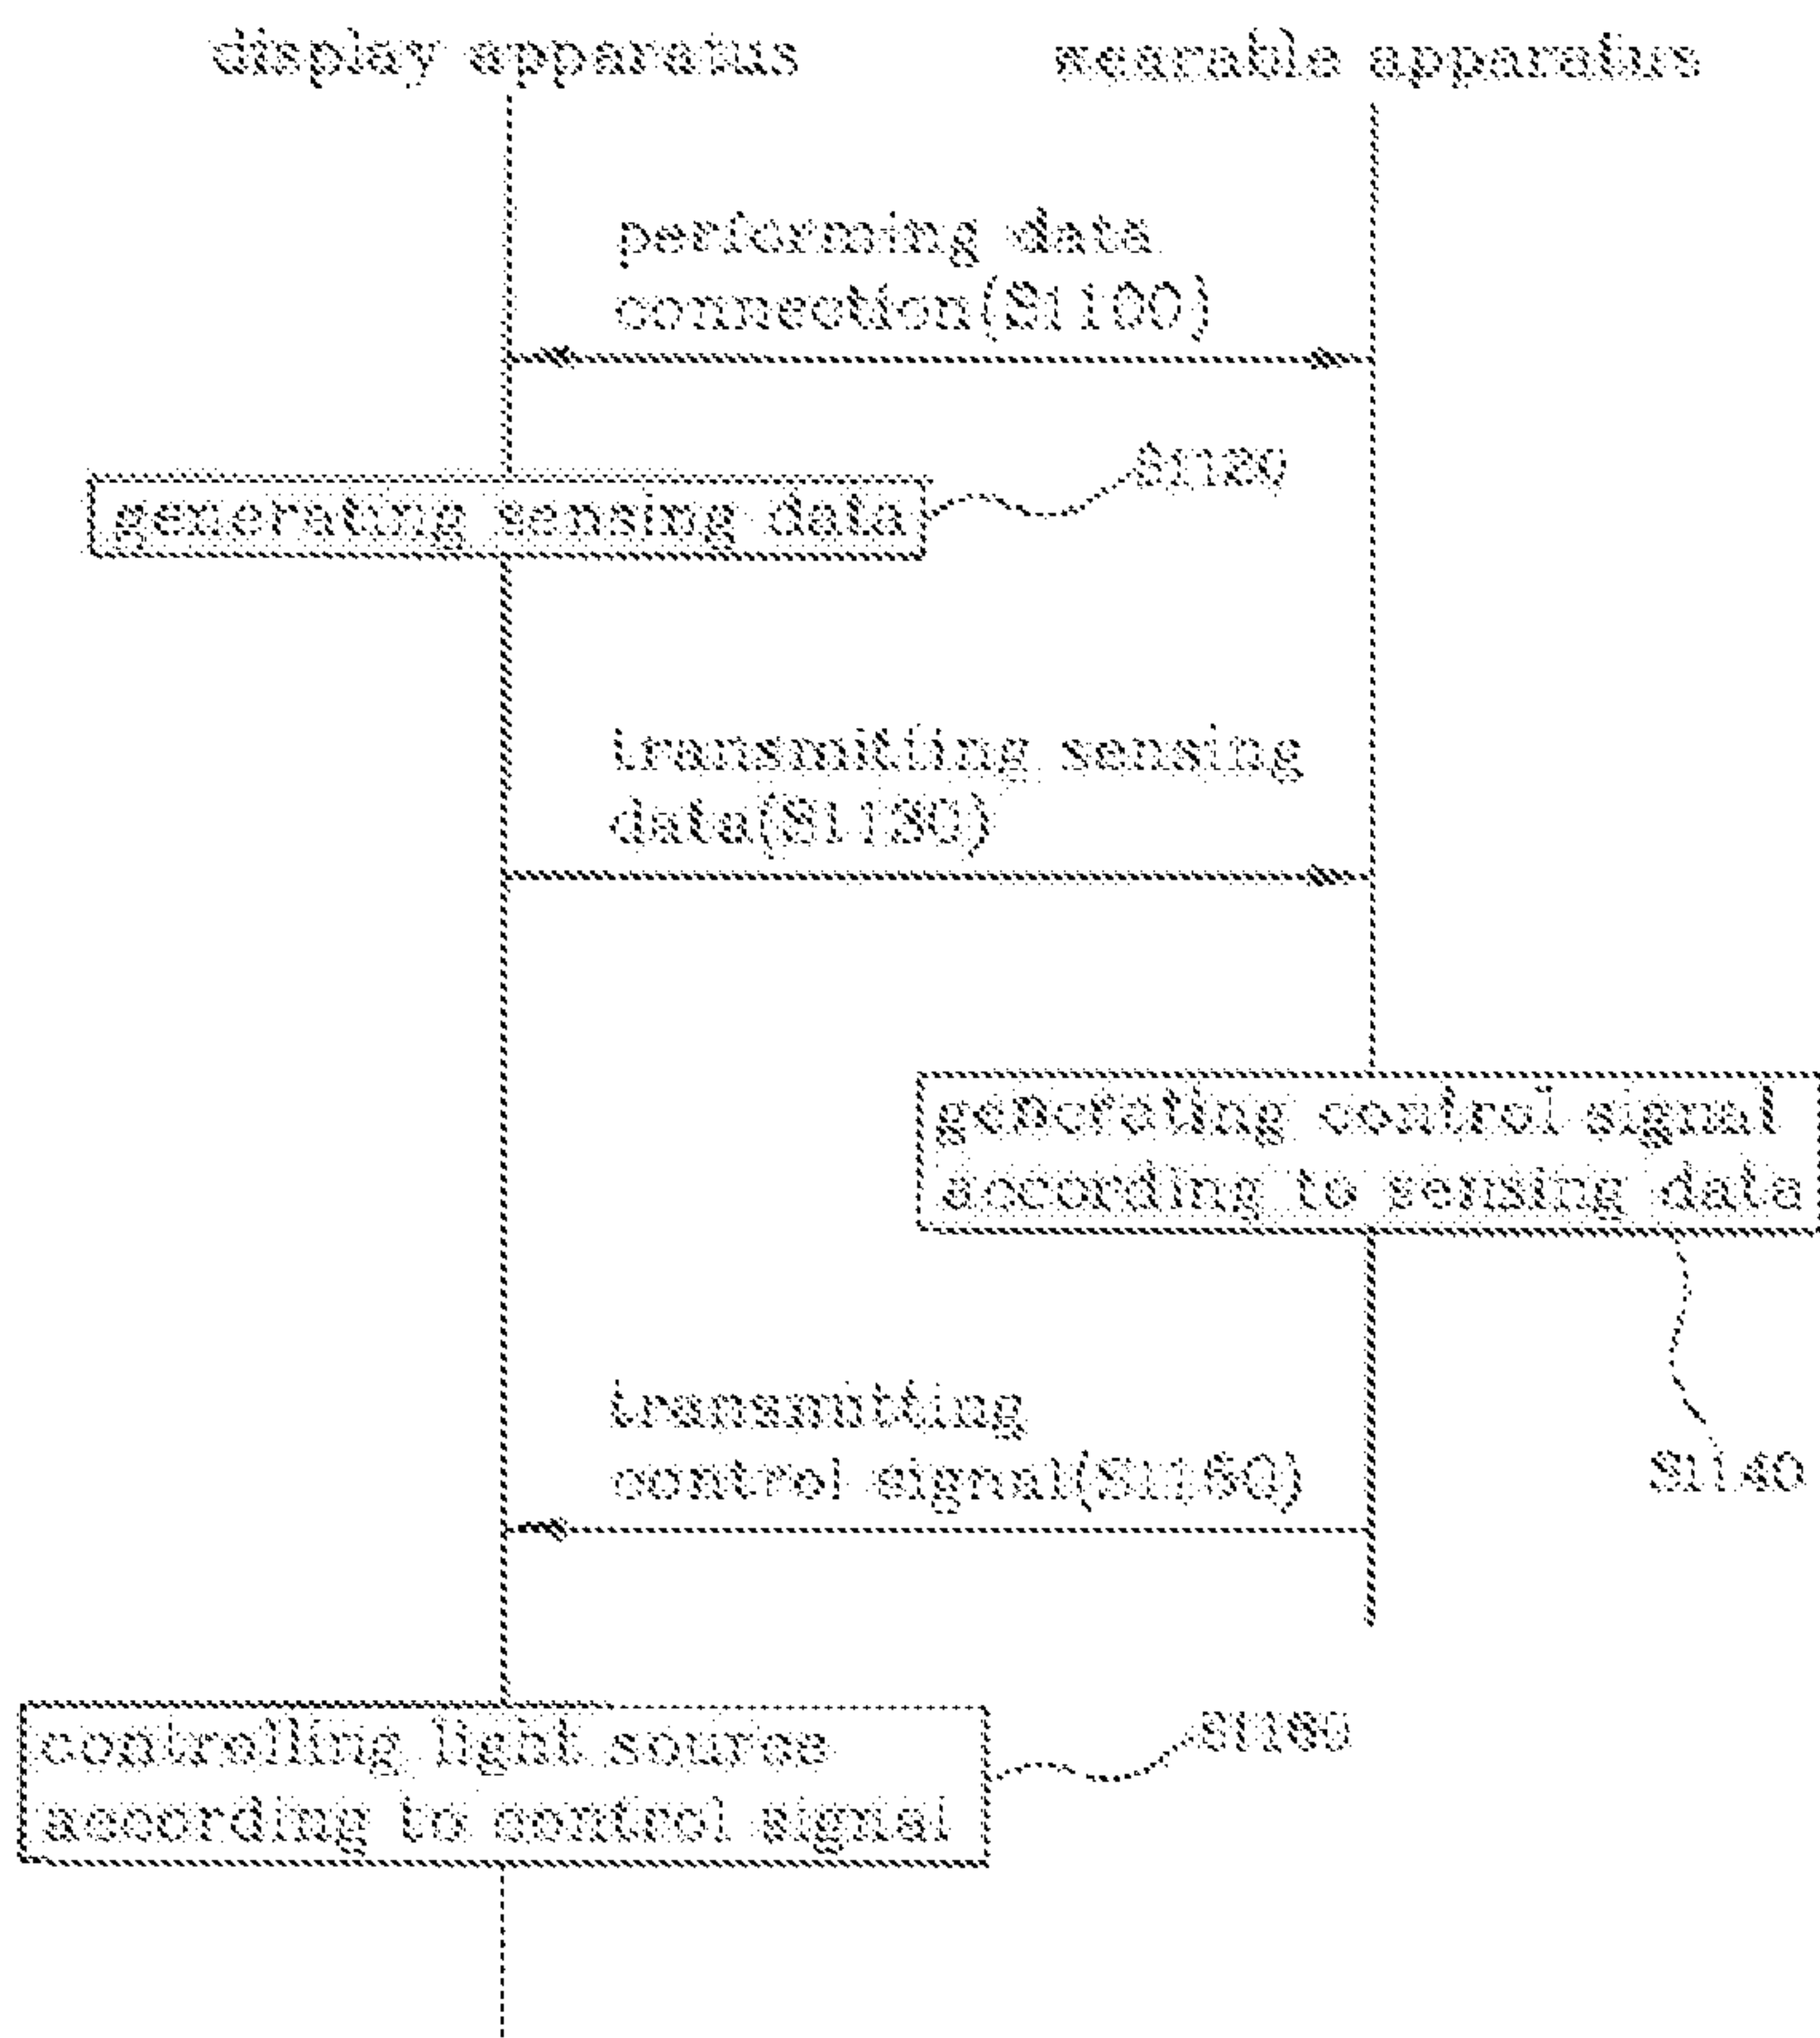 display apparatus
wearable apparatus
performing data
connection(S1100)
S1120
generating sensing data
transmitting sensing
data(S1130)
generating control signal
according to sensing data
transmitting
control signal(S1150)
S1140
controlling light source
according to control signal
S1160